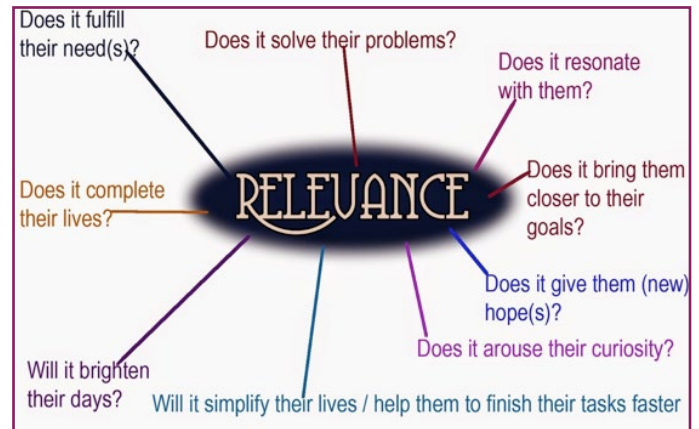 Does it fulfill
their need(s)?
Does it solve their problems?
Does it resonate
with them?
RELEVANCE
Does it complete
their lives?
Does it bring them
closer to their
goals?
Does it give them (new)
hope(s)?
Does it arouse their curiosity?
Will it brighten
their days?
Will it simplify their lives / help them to finish their tasks faster